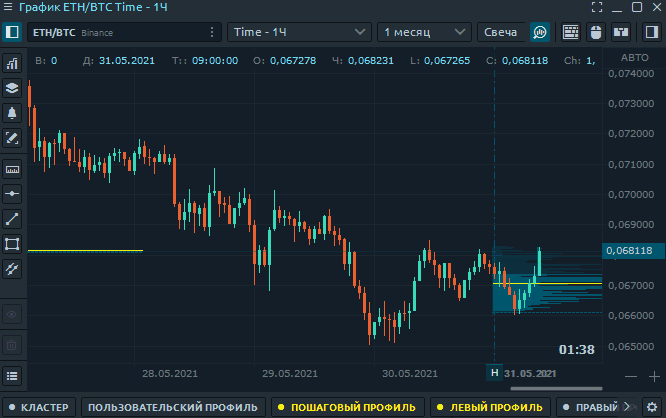 График ETH/BTC Time - 1Ч
ETH/BTC Binance Time - 1Ч 1 месяц Свеча
В: 0 Д: 31.05.2021 Т:: 09:00:00 О: 0,067278 Ч: 0,068231 L: 0,067265 С: 0,068118 Ch: 1, АВТО
0,074000
0,073000
0,072000
0,071000
0,070000
0,069000
0,068118
0,067000
0,066000
0,065000
01:38
28.05.2021 29.05.2021 30.05.2021 Н 31.05.2021
КЛАСТЕР ПОЛЬЗОВАТЕЛЬСКИЙ ПРОФИЛЬ ПОШАГОВЫЙ ПРОФИЛЬ ЛЕВЫЙ ПРОФИЛЬ ПРАВЫЙ